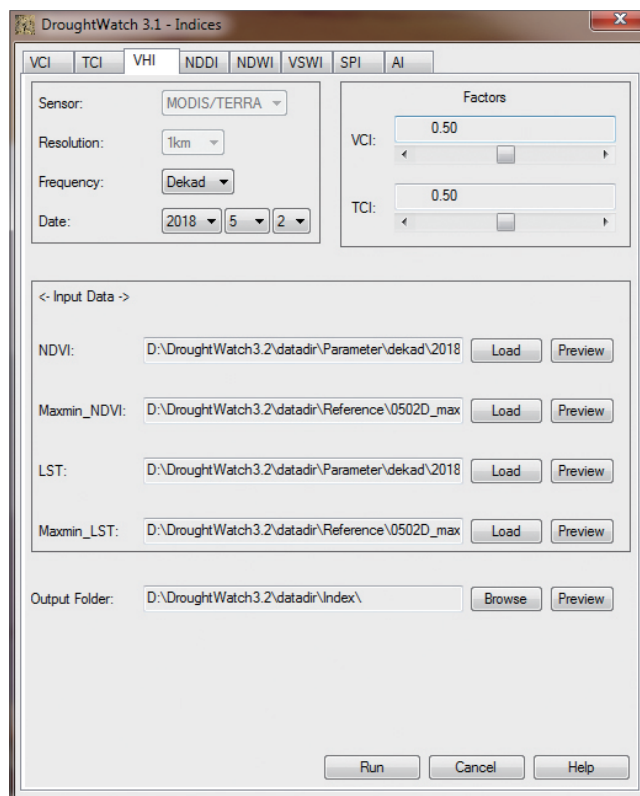 DroughtWatch 3.1 - Indices
VCI TCI VHI NDDI NDWI VSWI SPI AI
Sensor: MODIS/TERRA
Resolution: 1km
Frequency: Dekad
Date: 2018 5 2
Factors
VCI: 0.50
TCI: 0.50
<- Input Data ->
NDVI: D:\DroughtWatch3.2\datadir\Parameter\dekad\2018 Load Preview
Maxmin_NDVI: D:\DroughtWatch3.2\datadir\Reference\0502D_max Load Preview
LST: D:\DroughtWatch3.2\datadir\Parameter\dekad\2018 Load Preview
Maxmin_LST: D:\DroughtWatch3.2\datadir\Reference\0502D_max Load Preview
Output Folder: D:\DroughtWatch3.2\datadir\Index\ Browse Preview
Run Cancel Help